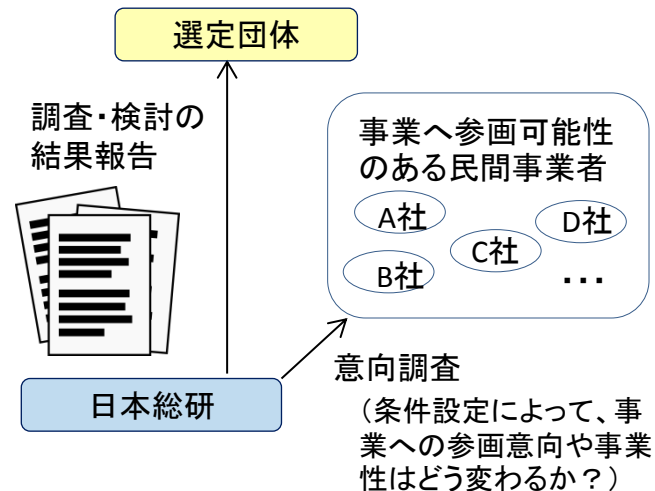 選定団体
調査・検討の
結果報告
事業へ参画可能性
のある民間事業者
A社
D社
C社
B社
・・・
日本総研
意向調査
（条件設定によって、事
業への参画意向や事業
性はどう変わるか？）